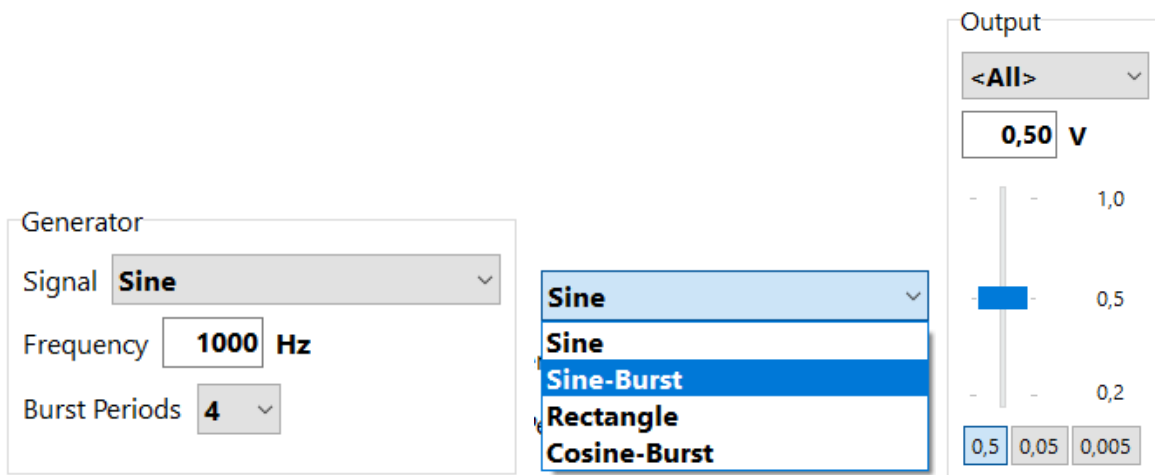 Generator
Signal Sine
Frequency 1000 Hz
Burst Periods 4
Sine
Sine
Sine-Burst
Rectangle
Cosine-Burst
Output
<All>
0,50 V
1,0
0,5
0,2
0,5 0,05 0,005